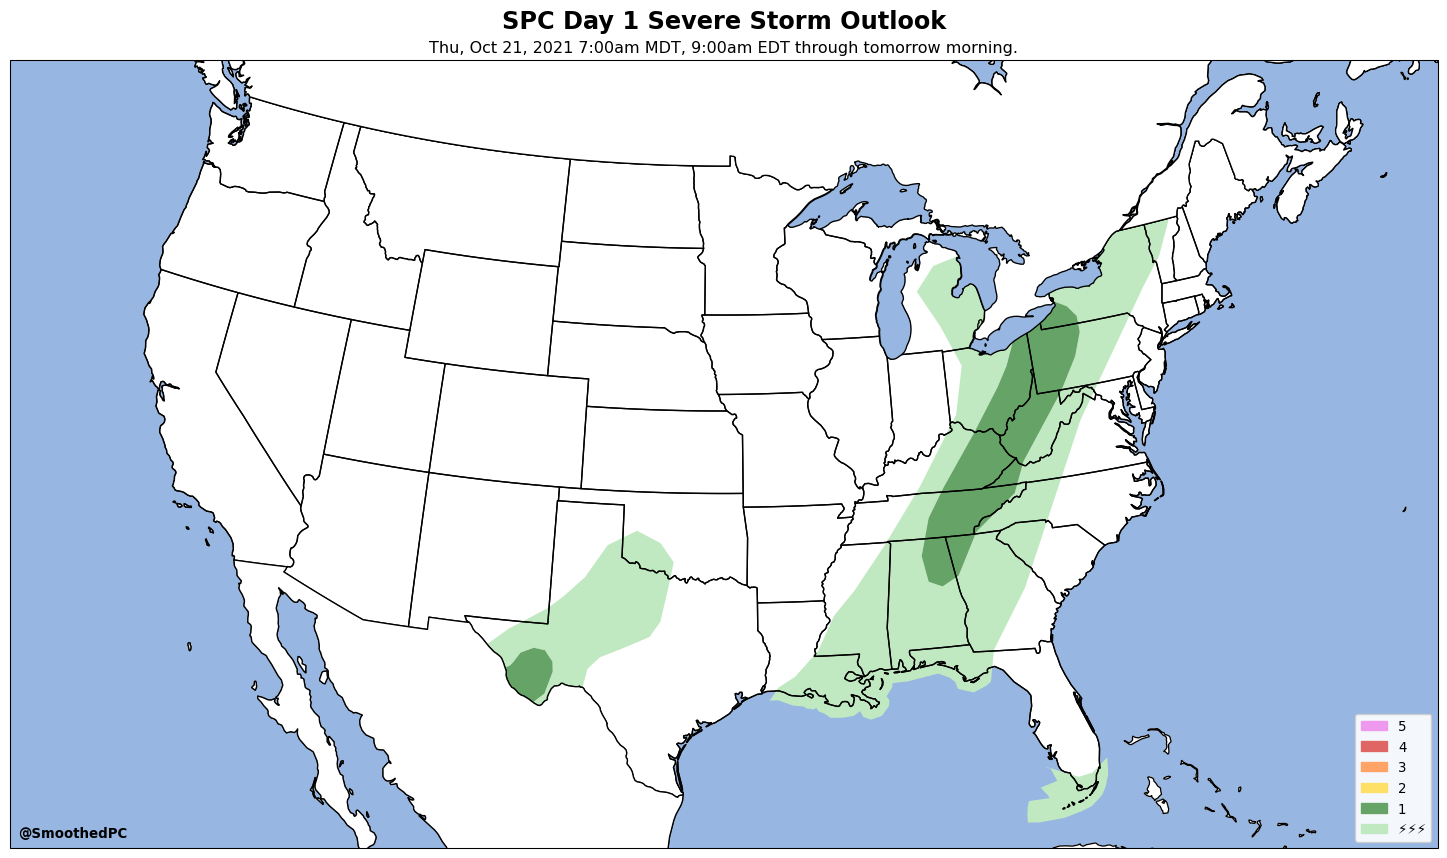 SPC Day 1 Severe Storm Outlook
Thu, Oct 21, 2021 7:00am MDT, 9:00am EDT through tomorrow morning.
5
4
3
2
1
⚡⚡⚡
@SmoothedPC